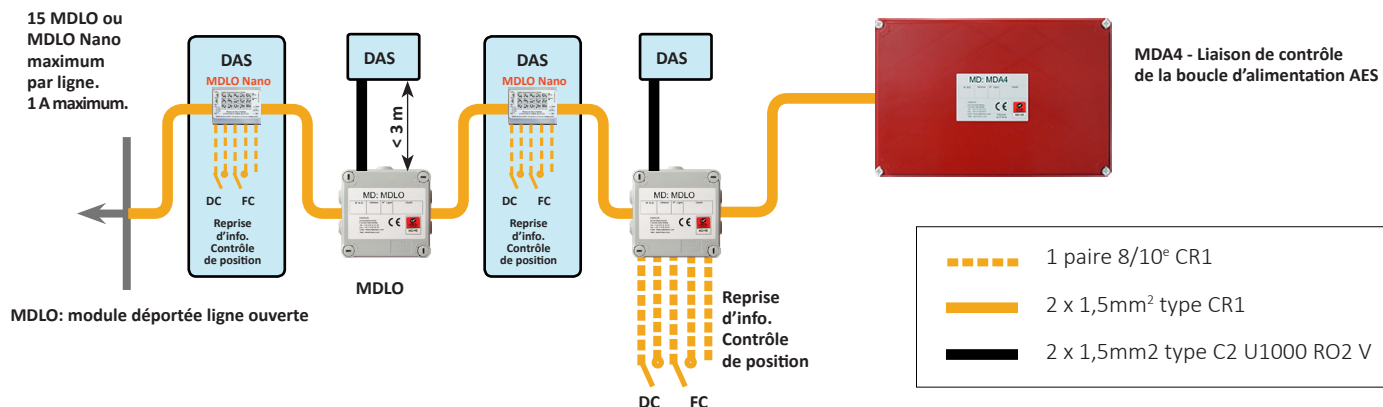 15 MDLO ou
MDLO Nano
maximum
par ligne.
1 A maximum.
DAS
MDLO Nano
DC FC
Reprise
d’info.
Contrôle
de position
DAS
< 3 m
MD: MDLO
CE
MDLO
DAS
MDLO Nano
DC FC
Reprise
d’info.
Contrôle
de position
DAS
MD: MDLO
CE
Reprise
d’info.
Contrôle
de position
DC FC
MD: MDA4
CE
MDA4 - Liaison de contrôle
de la boucle d’alimentation AES
MDLO: module déportée ligne ouverte
1 paire 8/10e CR1
2 x 1,5mm² type CR1
2 x 1,5mm2 type C2 U1000 RO2 V